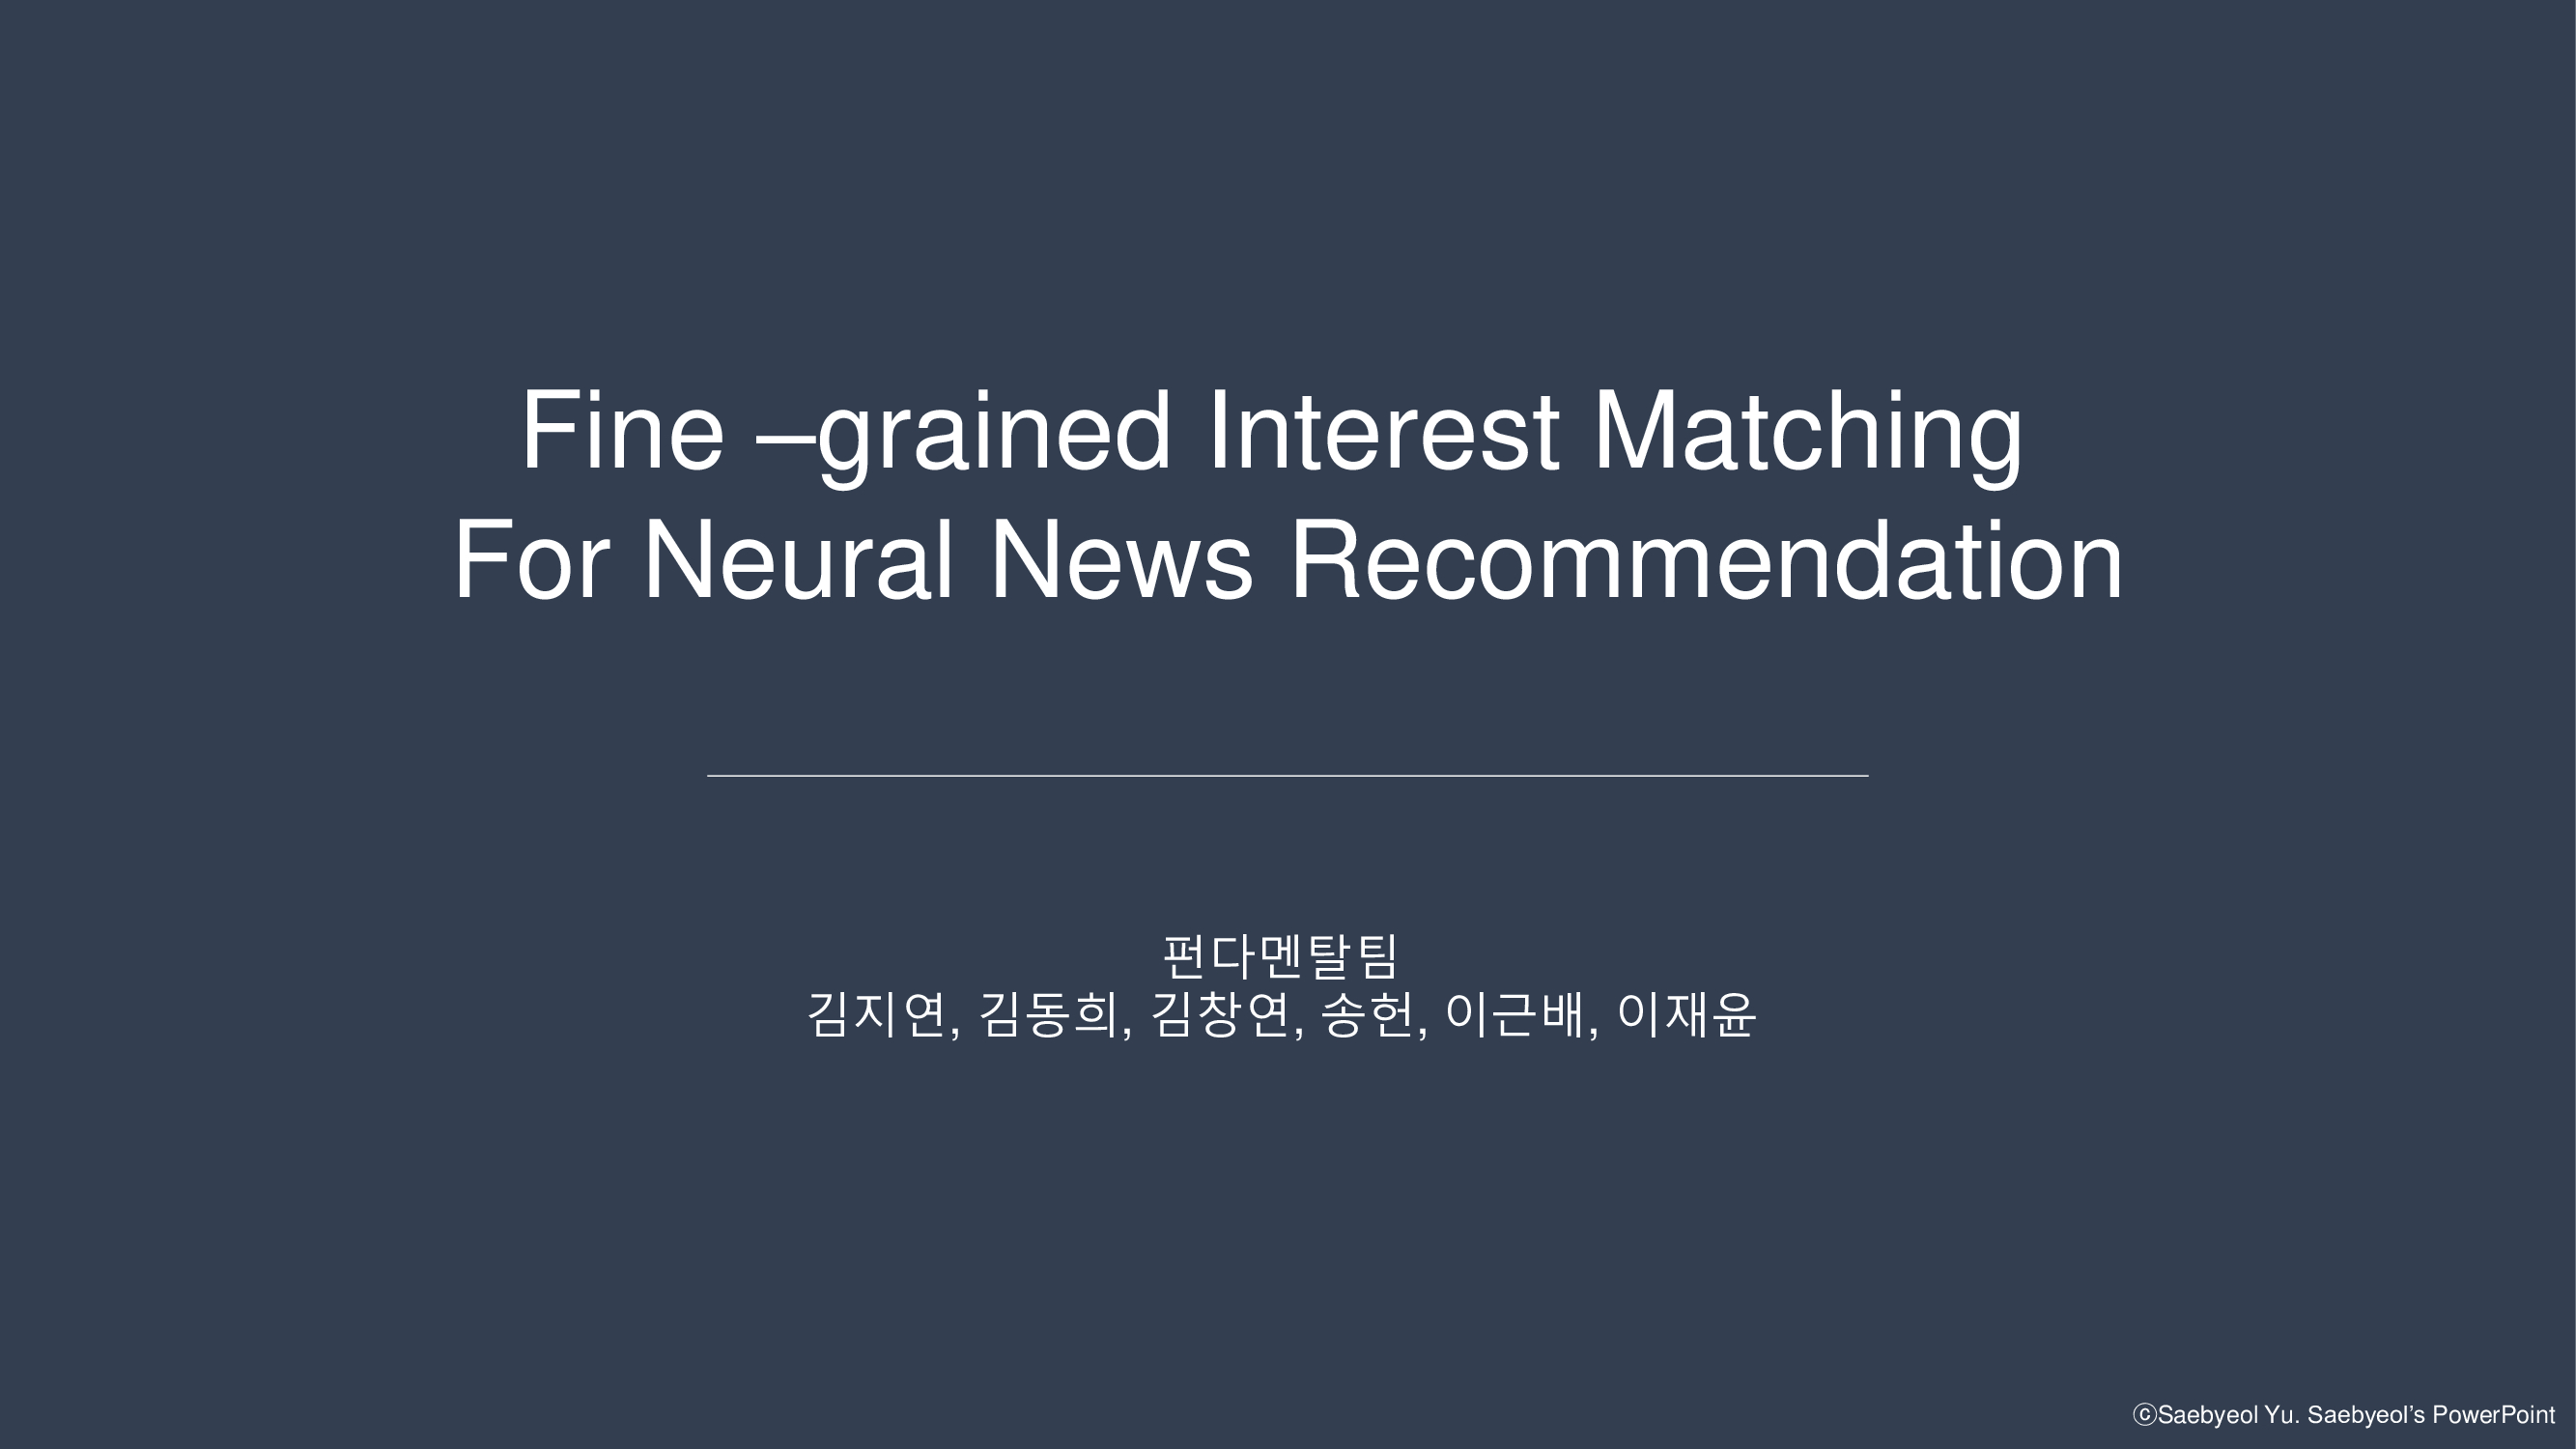 Fine –grained Interest Matching
For Neural News Recommendation
펀다멘탈팀
김지연, 김동희, 김창연, 송헌, 이근배, 이재윤
ⓒSaebyeol Yu. Saebyeol’s PowerPoint